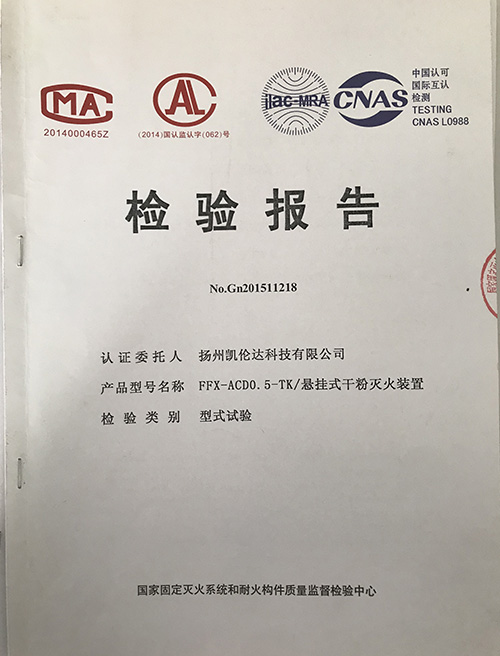 MA
2014000465Z
AL
(2014)国认监认字(062)号
ilac-MRA
CNAS
中国认可
国际互认
检测
TESTING
CNAS L0988
检验报告
No.Gn201511218
认证委托人 扬州凯伦达科技有限公司
产品型号名称 FFX-ACD0.5-TK/悬挂式干粉灭火装置
检验类别 型式试验
国家固定灭火系统和耐火构件质量监督检验中心